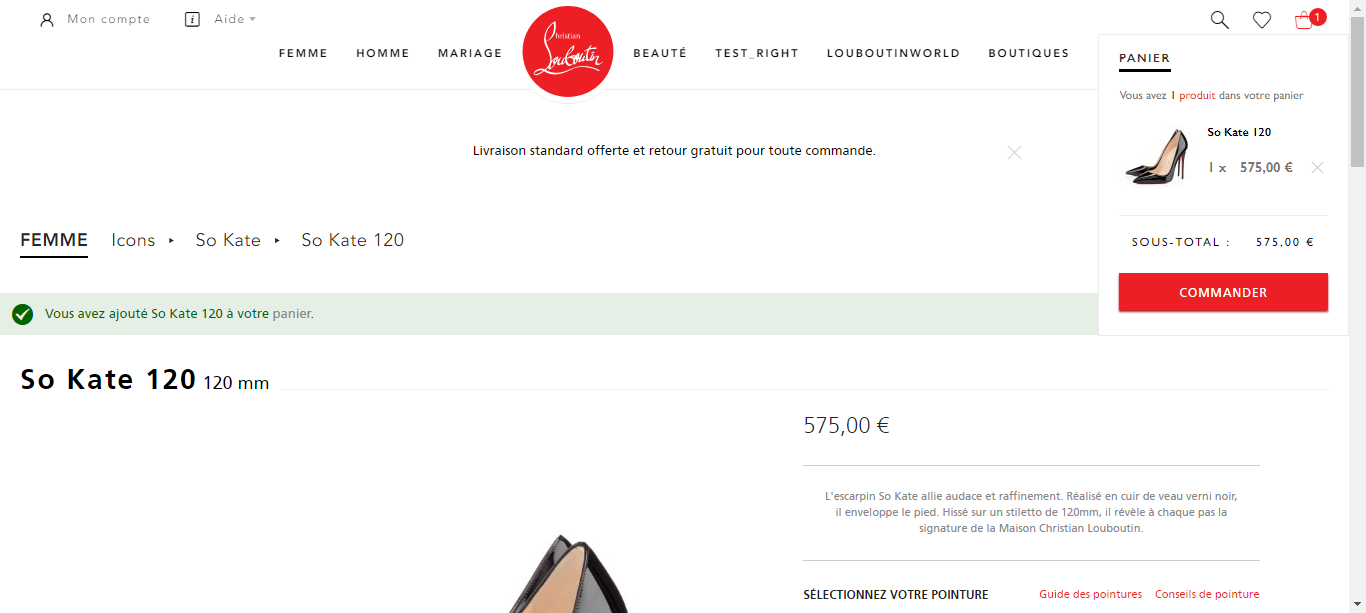 Mon compte
Aide
1
FEMME
HOMME
MARIAGE
Christian
Louboutin
BEAUTÉ
TEST_RIGHT
LOUBOUTINWORLD
BOUTIQUES
PANIER
Vous avez 1 produit dans votre panier
So Kate 120
1 x 575,00 €
SOUS-TOTAL : 575,00 €
COMMANDER
Livraison standard offerte et retour gratuit pour toute commande.
FEMME Icons So Kate So Kate 120
Vous avez ajouté So Kate 120 à votre panier.
So Kate 120 120 mm
575,00 €
L'escarpin So Kate allie audace et raffinement. Réalisé en cuir de veau verni noir,
il enveloppe le pied. Hissé sur un stiletto de 120mm, il révèle à chaque pas la
signature de la Maison Christian Louboutin.
SÉLECTIONNEZ VOTRE POINTURE
Guide des pointures
Conseils de pointure